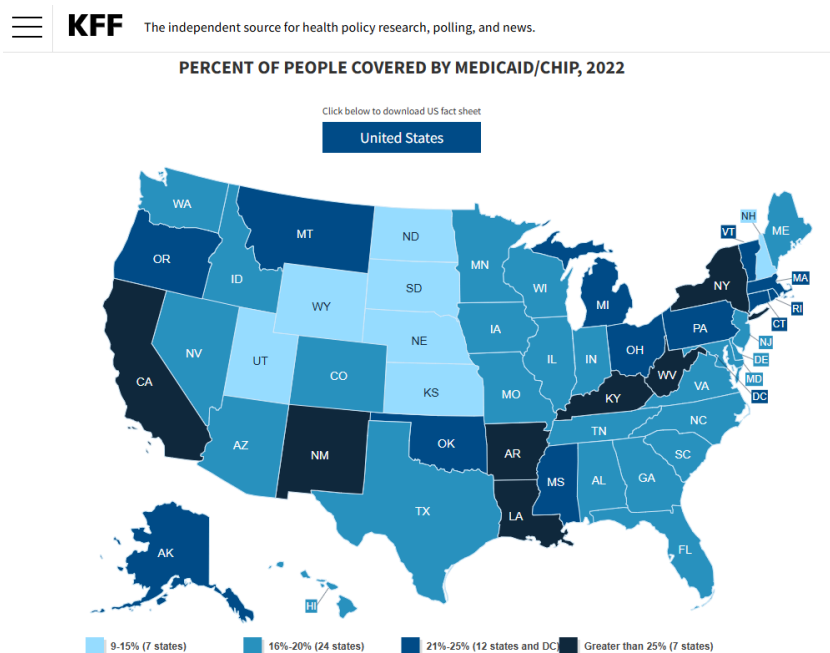 KFF
The independent source for health policy research, polling, and news.
PERCENT OF PEOPLE COVERED BY MEDICAID/CHIP, 2022
Click below to download US fact sheet
United States
WA
MT
ND
MN
NH
VT
ME
OR
ID
SD
WI
MI
NY
MA
RI
CT
WY
NE
IA
PA
NJ
NV
UT
CO
KS
IL
IN
OH
DE
MD
DC
CA
MO
KY
WV
VA
AZ
NM
OK
AR
TN
NC
SC
TX
LA
MS
AL
GA
FL
AK
HI
9-15% (7 states)
16%-20% (24 states)
21%-25% (12 states and DC)
Greater than 25% (7 states)